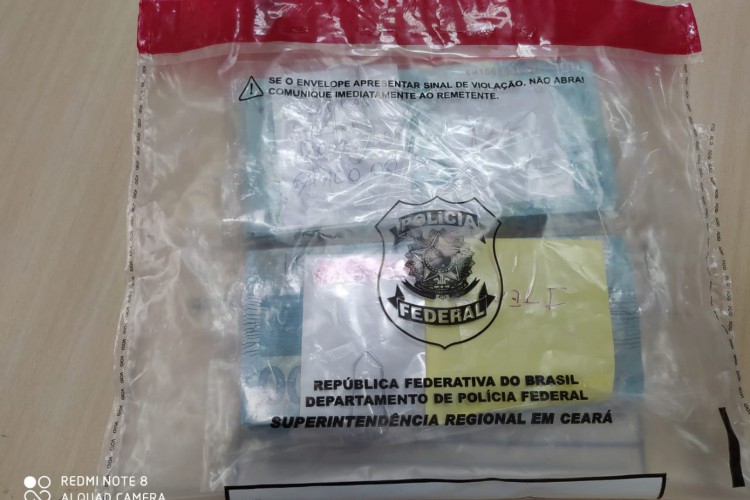 SE O ENVELOPE APRESENTAR SINAL DE VIOLAÇÃO, NÃO ABRA!
COMUNIQUE IMEDIATAMENTE AO REMETENTE.
POLÍCIA
FEDERAL
REPÚBLICA FEDERATIVA DO BRASIL
DEPARTAMENTO DE POLÍCIA FEDERAL
SUPERINTENDÊNCIA REGIONAL EM CEARÁ
REDMI NOTE 8
AI QUAD CAMERA